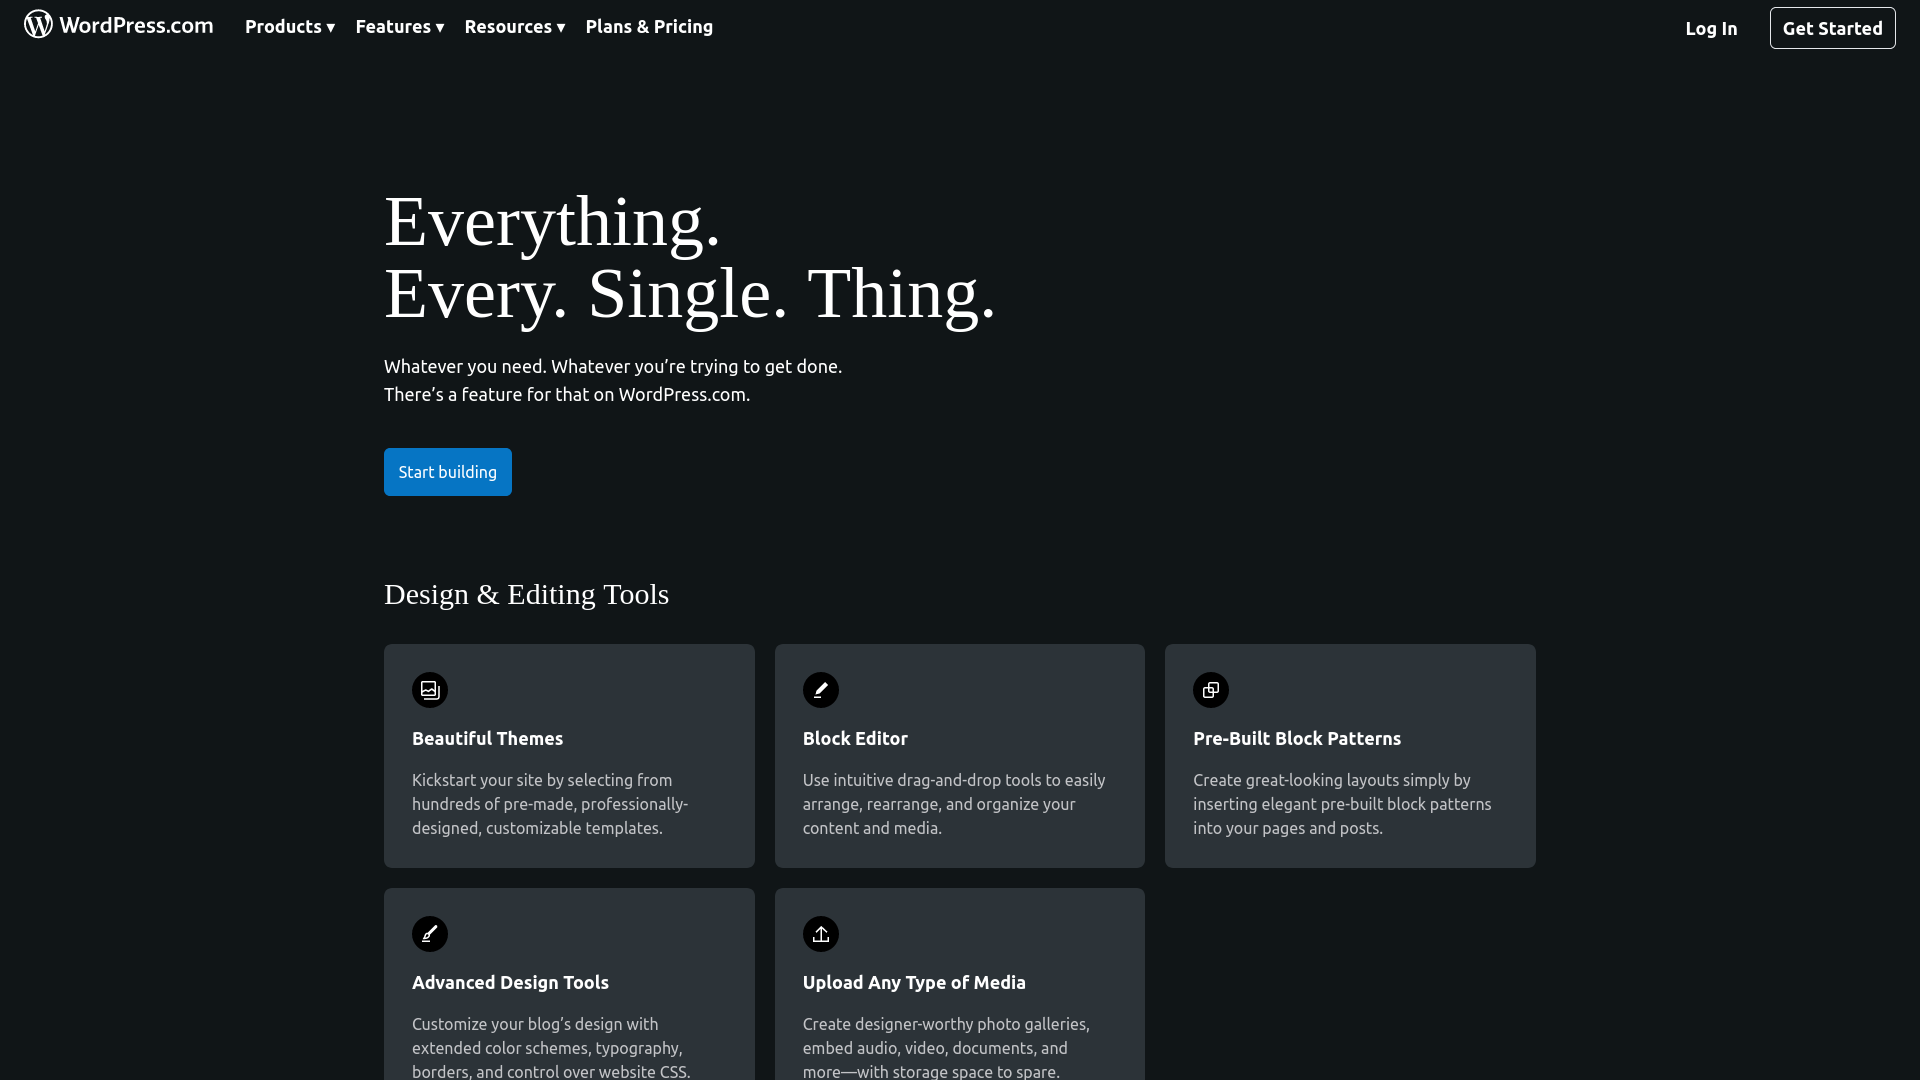 WordPress.com
Products ▾
Features ▾
Resources ▾
Plans & Pricing
Log In
Get Started
Everything.
Every. Single. Thing.
Whatever you need. Whatever you’re trying to get done.
There’s a feature for that on WordPress.com.
Start building
Design & Editing Tools
Beautiful Themes
Kickstart your site by selecting from
hundreds of pre-made, professionally-
designed, customizable templates.
Block Editor
Use intuitive drag-and-drop tools to easily
arrange, rearrange, and organize your
content and media.
Pre-Built Block Patterns
Create great-looking layouts simply by
inserting elegant pre-built block patterns
into your pages and posts.
Advanced Design Tools
Customize your blog’s design with
extended color schemes, typography,
borders, and control over website CSS.
Upload Any Type of Media
Create designer-worthy photo galleries,
embed audio, video, documents, and
more—with storage space to spare.